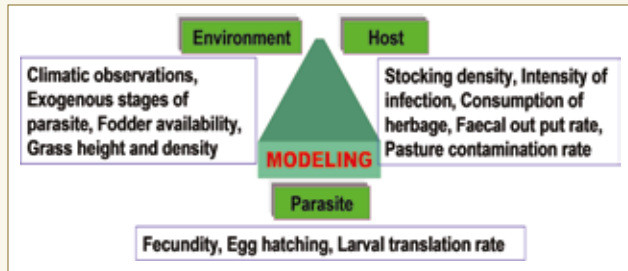 Environment
Host
Climatic observations,
Exogenous stages of
parasite, Fodder availability,
Grass height and density
Stocking density, Intensity of
infection, Consumption of
herbage, Faecal out put rate,
Pasture contamination rate
MODELING
Parasite
Fecundity, Egg hatching, Larval translation rate